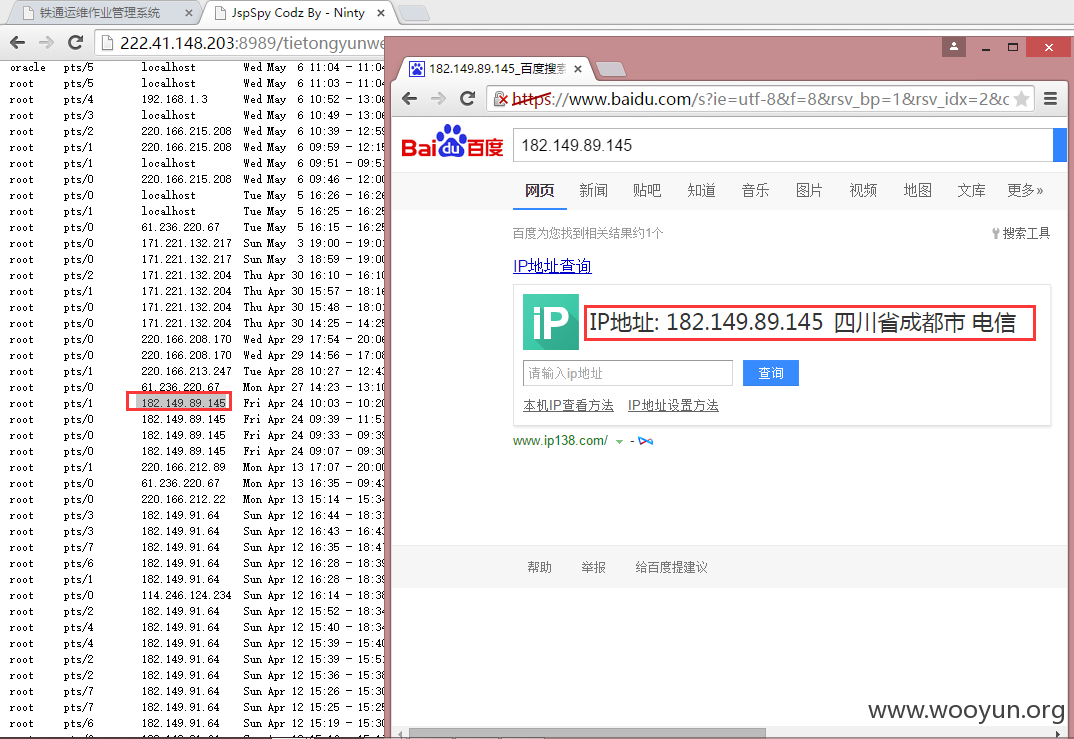 铁通运维作业管理系统
JspSpy Codz By - Ninty
222.41.148.203:8989/tietongyunwe
oracle pts/5 localhost Wed May 6 11:04 - 11:04
root pts/5 localhost Wed May 6 11:03 - 11:04
root pts/4 192.168.1.3 Wed May 6 10:52 - 13:06
root pts/3 localhost Wed May 6 10:49 - 13:06
root pts/2 220.166.215.208 Wed May 6 10:39 - 12:59
root pts/2 220.166.215.208 Wed May 6 09:59 - 12:15
root pts/1 localhost Wed May 6 09:51 - 09:51
root pts/0 220.166.215.208 Wed May 6 09:46 - 12:00
root pts/0 localhost Tue May 5 16:26 - 16:26
root pts/1 localhost Tue May 5 16:25 - 16:25
root pts/0 61.236.220.67 Tue May 5 16:15 - 16:25
root pts/0 171.221.132.217 Sun May 3 19:00 - 19:01
root pts/0 171.221.132.217 Sun May 3 18:59 - 19:00
root pts/2 171.221.132.204 Thu Apr 30 16:10 - 16:10
root pts/1 171.221.132.204 Thu Apr 30 15:57 - 18:16
root pts/0 171.221.132.204 Thu Apr 30 15:48 - 18:01
root pts/0 171.221.132.204 Thu Apr 30 14:25 - 14:25
root pts/0 220.166.208.170 Wed Apr 29 17:54 - 20:06
root pts/0 220.166.208.170 Wed Apr 29 14:56 - 17:08
root pts/1 220.166.213.247 Tue Apr 28 10:27 - 12:43
root pts/0 61.236.220.67 Mon Apr 27 14:23 - 13:10
root pts/1 182.149.89.145 Fri Apr 24 10:03 - 10:20
root pts/0 182.149.89.145 Fri Apr 24 09:39 - 11:51
root pts/0 182.149.89.145 Fri Apr 24 09:33 - 09:39
root pts/0 182.149.89.145 Fri Apr 24 09:07 - 09:30
root pts/1 220.166.212.89 Mon Apr 13 17:07 - 20:00
root pts/0 61.236.220.67 Mon Apr 13 16:35 - 09:43
root pts/0 220.166.212.22 Mon Apr 13 15:14 - 15:34
root pts/3 182.149.91.64 Sun Apr 12 16:44 - 18:31
root pts/3 182.149.91.64 Sun Apr 12 16:43 - 16:43
root pts/7 182.149.91.64 Sun Apr 12 16:35 - 18:47
root pts/6 182.149.91.64 Sun Apr 12 16:28 - 18:39
root pts/1 182.149.91.64 Sun Apr 12 16:28 - 18:39
root pts/0 114.246.124.234 Sun Apr 12 16:14 - 18:38
root pts/2 182.149.91.64 Sun Apr 12 15:52 - 18:34
root pts/4 182.149.91.64 Sun Apr 12 15:40 - 18:34
root pts/4 182.149.91.64 Sun Apr 12 15:39 - 15:40
root pts/2 182.149.91.64 Sun Apr 12 15:39 - 15:51
root pts/2 182.149.91.64 Sun Apr 12 15:36 - 15:38
root pts/7 182.149.91.64 Sun Apr 12 15:26 - 15:30
root pts/7 182.149.91.64 Sun Apr 12 15:25 - 15:25
root pts/6 182.149.91.64 Sun Apr 12 15:19 - 15:30
182.149.89.145_百度搜索
https://www.baidu.com/s?ie=utf-8&f=8&rsv_bp=1&rsv_idx=2&c
Bai du 百度
182.149.89.145
网页 新闻 贴吧 知道 音乐 图片 视频 地图 文库 更多»
百度为您找到相关结果约1个 搜索工具
IP地址查询
iP
IP地址: 182.149.89.145 四川省成都市 电信
请输入ip地址 查询
本机IP查看方法 IP地址设置方法
www.ip138.com/ -
帮助 举报 给百度提建议
www.wooyun.org